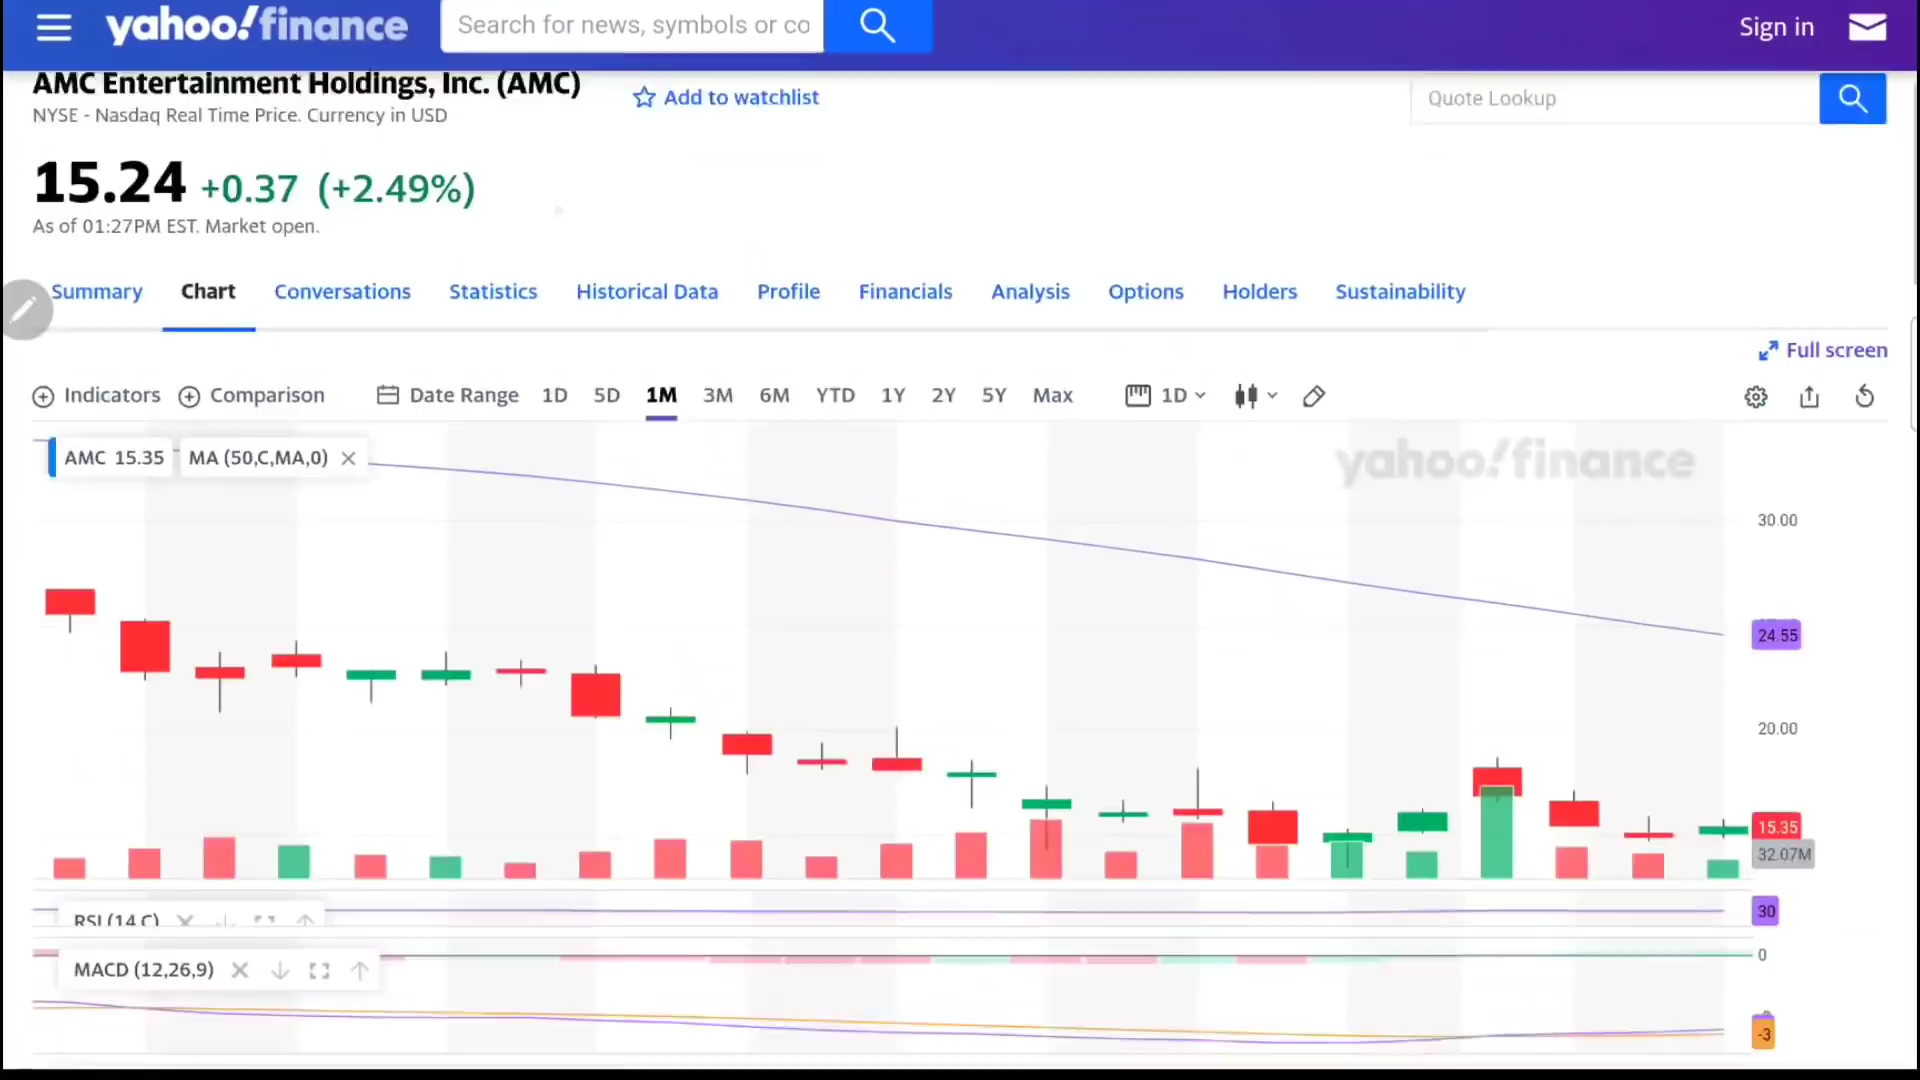 yahoo!finance
Search for news, symbols or co
Sign in
AMC Entertainment Holdings, Inc. (AMC)
NYSE - Nasdaq Real Time Price. Currency in USD
Add to watchlist
Quote Lookup
15.24 +0.37 (+2.49%)
As of 01:27PM EST. Market open.
Summary Chart Conversations Statistics Historical Data Profile Financials Analysis Options Holders Sustainability
Full screen
Indicators Comparison Date Range 1D 5D 1M 3M 6M YTD 1Y 2Y 5Y Max 1D
AMC 15.35 MA (50,C,MA,0)
yahoo!finance
30.00
24.55
20.00
15.35
32.07M
RSI (14,C)
30
0
MACD (12,26,9)
-3